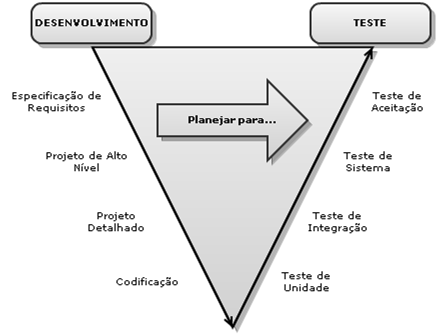 DESENVOLVIMENTO
TESTE
Especificação de
Requisitos
Teste de
Aceitação
Planejar para...
Projeto de Alto
Nível
Teste de
Sistema
Projeto
Detalhado
Teste de
Integração
Codificação
Teste de
Unidade